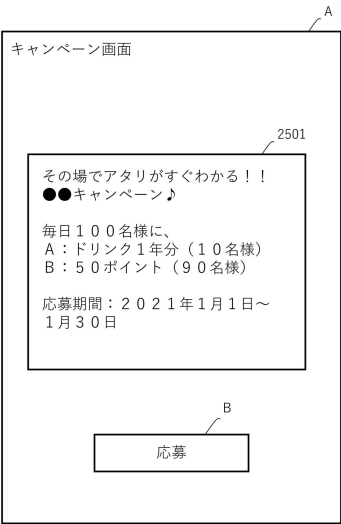 A
キャンペーン画面
2501
その場でアタリがすぐわかる！！
●●キャンペーン♪
毎日１００名様に、
A：ドリンク１年分（１０名様）
B：５０ポイント（９０名様）
応募期間：２０２１年１月１日～
１月３０日
B
応募